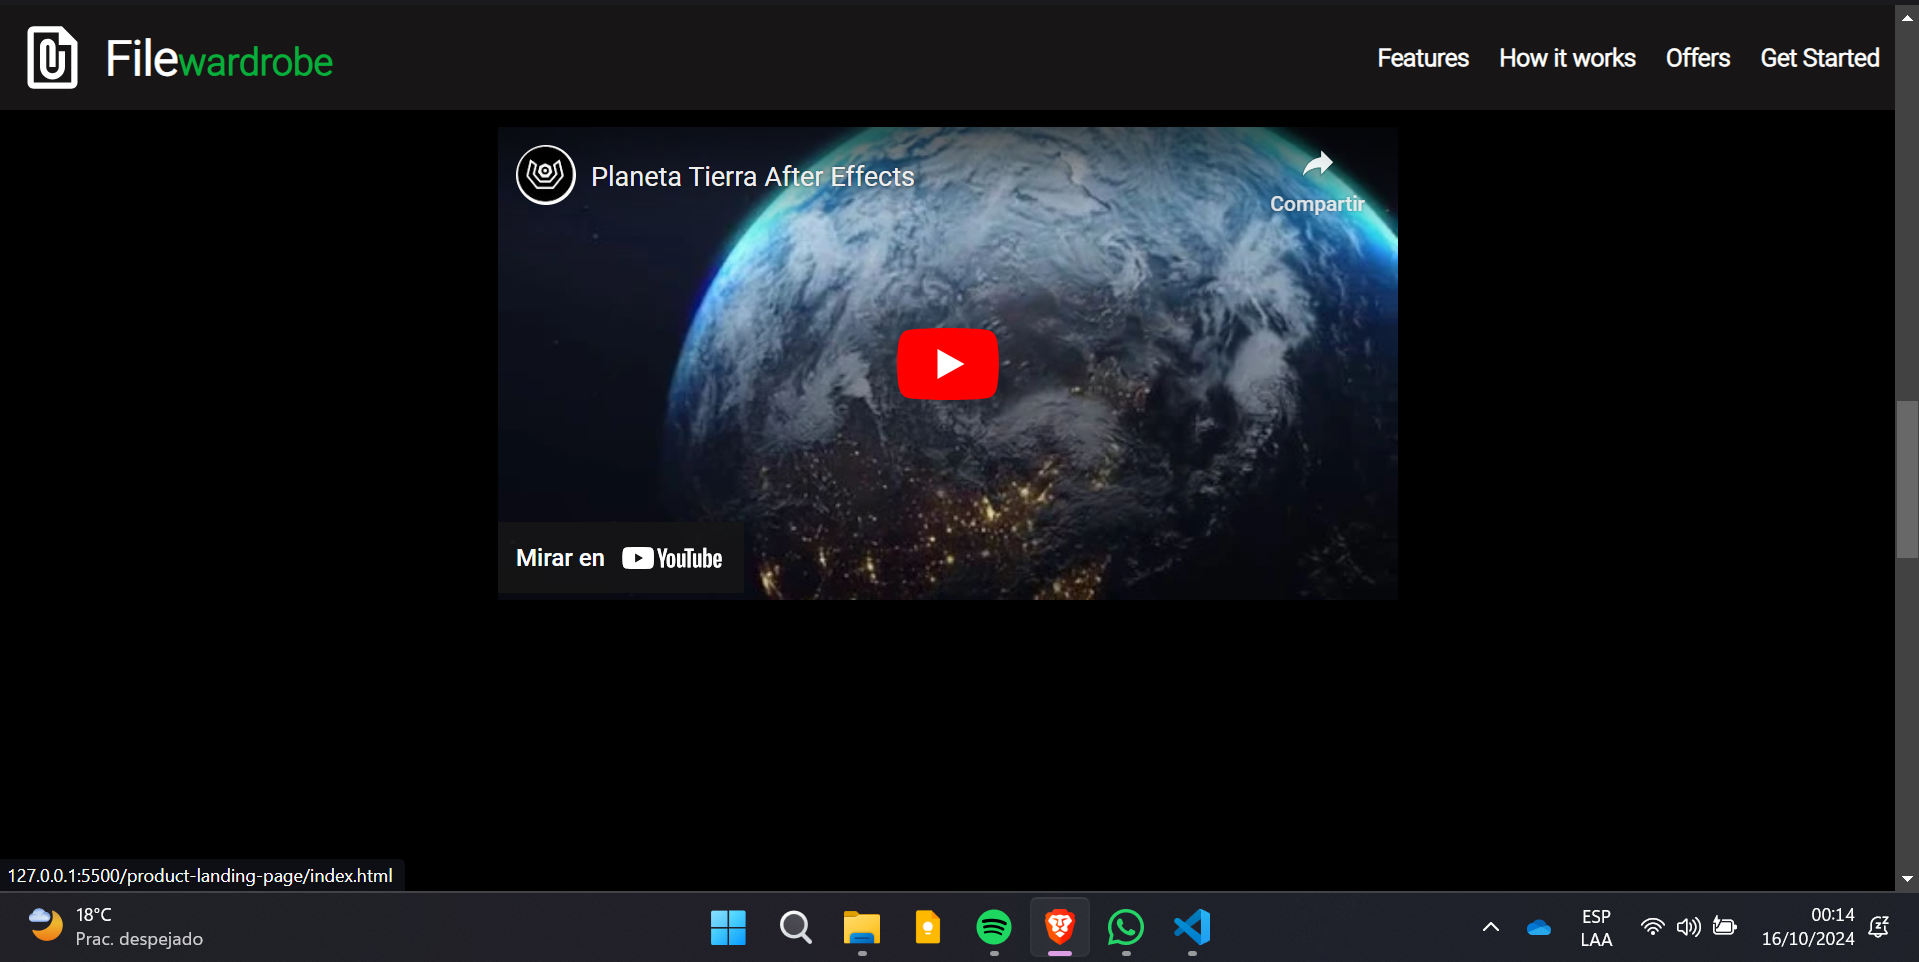 Filewardrobe
Features How it works Offers Get Started
Planeta Tierra After Effects
Compartir
Mirar en YouTube
127.0.0.1:5500/product-landing-page/index.html
18°C
Prac. despejado
ESP
LAA
00:14
16/10/2024